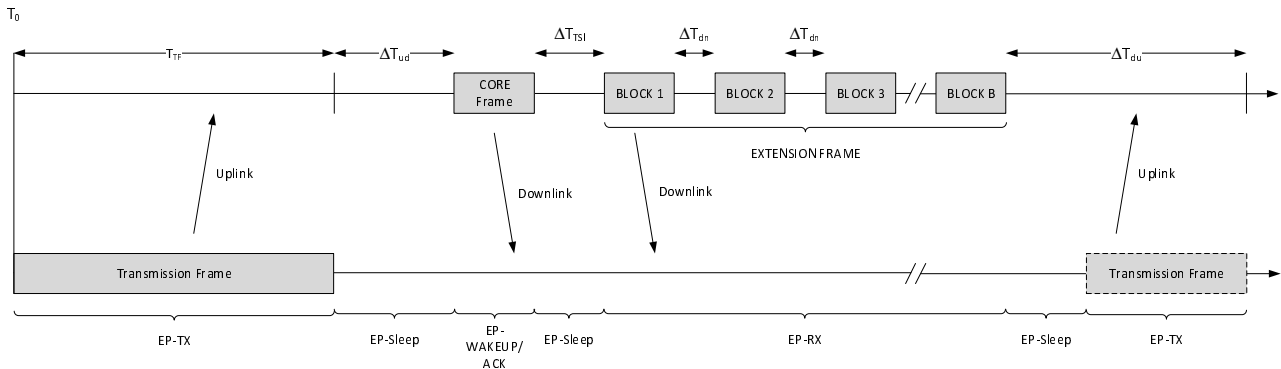 T0
TTF
ΔTud
ΔTTSI
ΔTdn
ΔTdn
ΔTdu
CORE
Frame
BLOCK 1
BLOCK 2
BLOCK 3
BLOCK B
EXTENSION FRAME
Uplink
Downlink
Downlink
Uplink
Transmission Frame
Transmission Frame
EP-TX
EP-Sleep
EP-
WAKEUP/
ACK
EP-Sleep
EP-RX
EP-Sleep
EP-TX